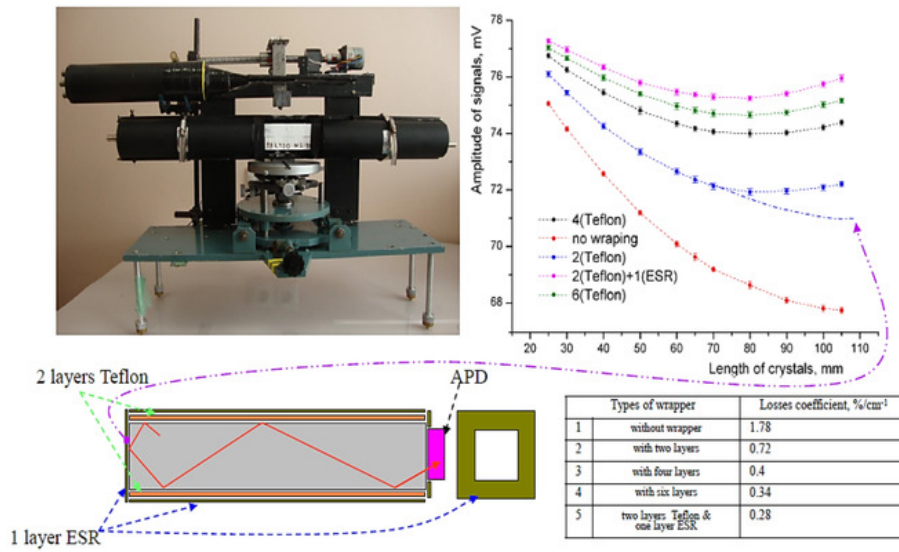 78
76
74
72
70
68
Amplitude of signals, mV
4(Teflon)
no wraping
2(Teflon)
2(Teflon)+1(ESR)
6(Teflon)
20 30 40 50 60 70 80 90 100 110
Length of crystals, mm
2 layers Teflon
APD
1 layer ESR
Types of wrapper Losses coefficient, %/cm⁻¹
1 without wrapper 1.78
2 with two layers 0.72
3 with four layers 0.4
4 with six layers 0.34
5 two layers Teflon & 0.28
one layer ESR